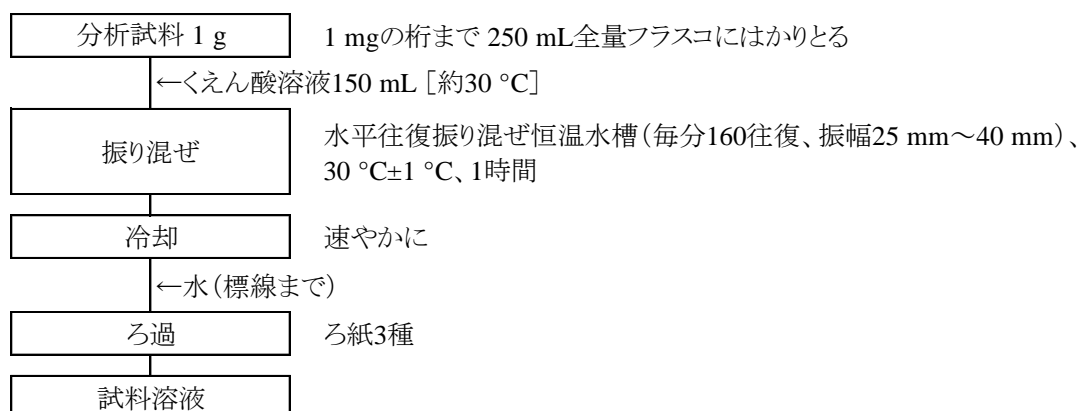 分析試料 1 g
1 mgの桁まで 250 mL全量フラスコにはかりとる
←くえん酸溶液150 mL [約30 °C]
振り混ぜ
水平往復振り混ぜ恒温水槽(毎分160往復、振幅25 mm~40 mm)、
30 °C±1 °C、1時間
冷却
速やかに
←水(標線まで)
ろ過
ろ紙3種
試料溶液